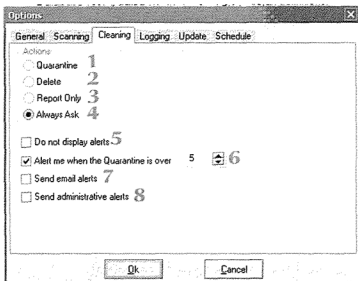 Options
General Scanning Cleaning Logging Update Schedule
Actions
Quarantine 1
Delete 2
Report Only 3
Always Ask 4
Do not display alerts 5
Alert me when the Quarantine is over 5 6
Send email alerts 7
Send administrative alerts 8
Ok Cancel